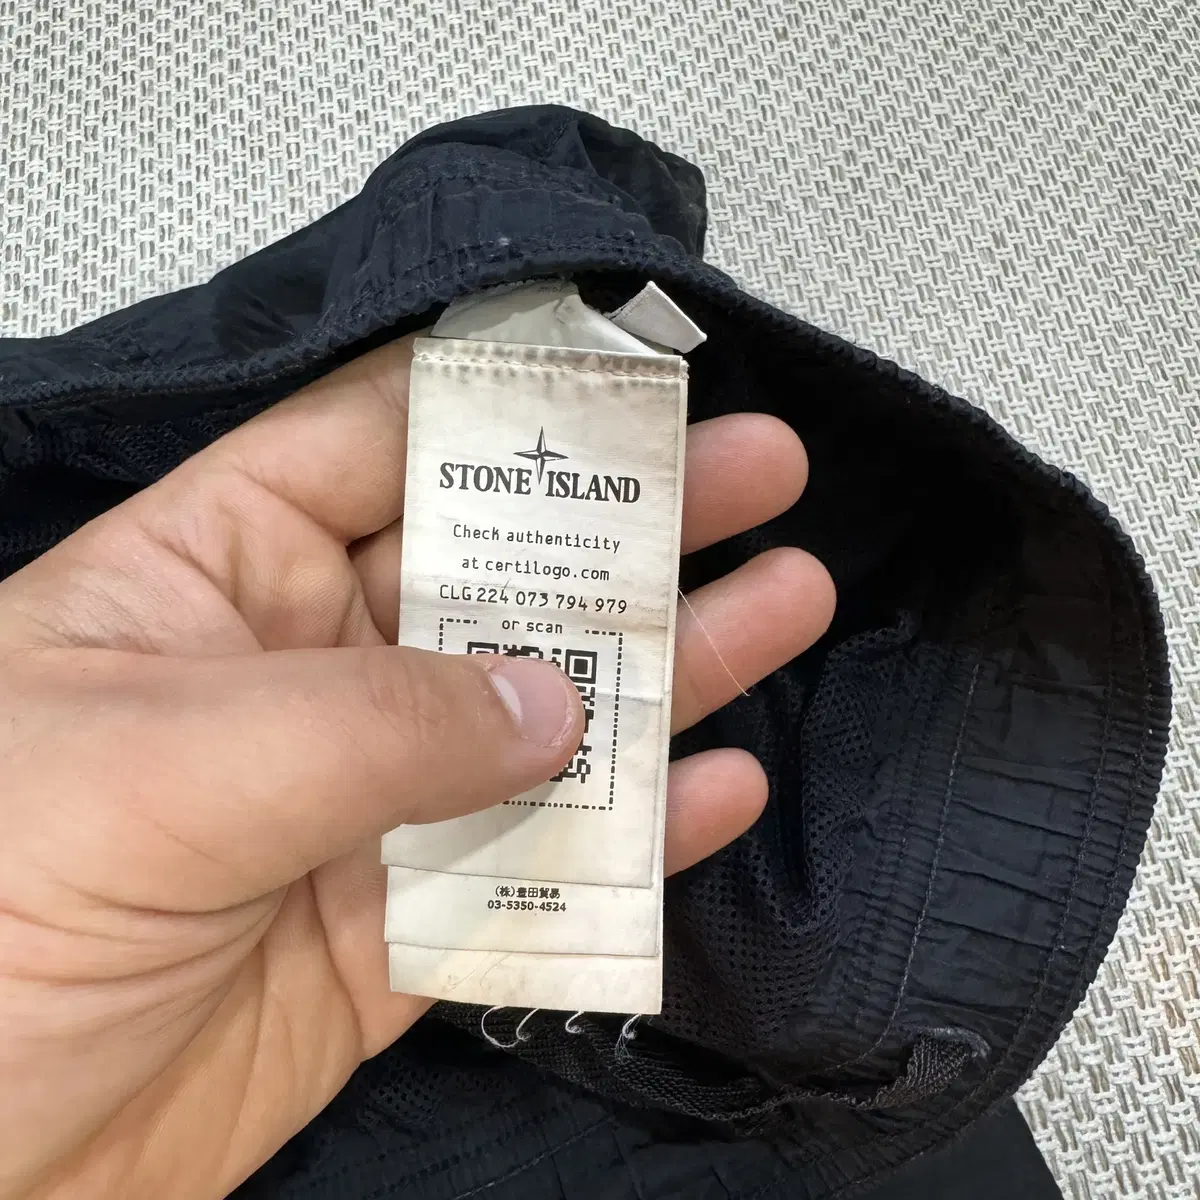 STONE ISLAND
Check authenticity
at certilogo.com
CLG 224 073 794 979
or scan
(株)豊田貿易
03-5350-4524